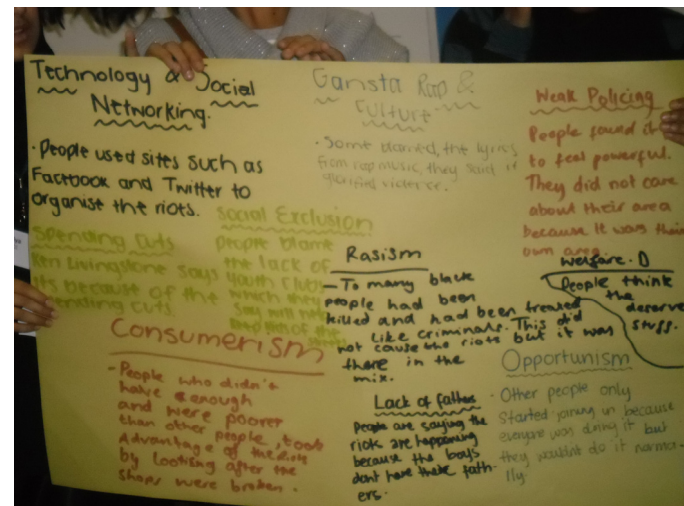 Technology & Social
Networking.
· People used sites such as
Facebook and Twitter to
organise the riots.
Gansta Rap &
Culture
· Some blamed, the lyrics
from rap music, they said it
glorified
Weak Policing
People found it
to feel powerful.
They did not care
about their area
because it was their
own area.
Spending Cuts
Ken Livingstone says
its because of the
spending cuts.
Social Exclusion
people blame
the lack of
youth clubs
which they
say will
Rasism
- To many black
people had been
killed and had been treated
like criminals. This did
not cause the riots but it was
there in the
mix.
welfare. D
People think
the deserve
stuff.
Consumerism
- People who didn't
have enough
and were poorer
than other people, took
Advantage of the
by looting after the
shops were broken.
Lack of fathers
People are saying the
riots are happening
because the boys
dont have there fath-
ers.
Opportunism
· Other people only
started joining in because
everyone was doing it but
they wouldnt do it norma-
lly.